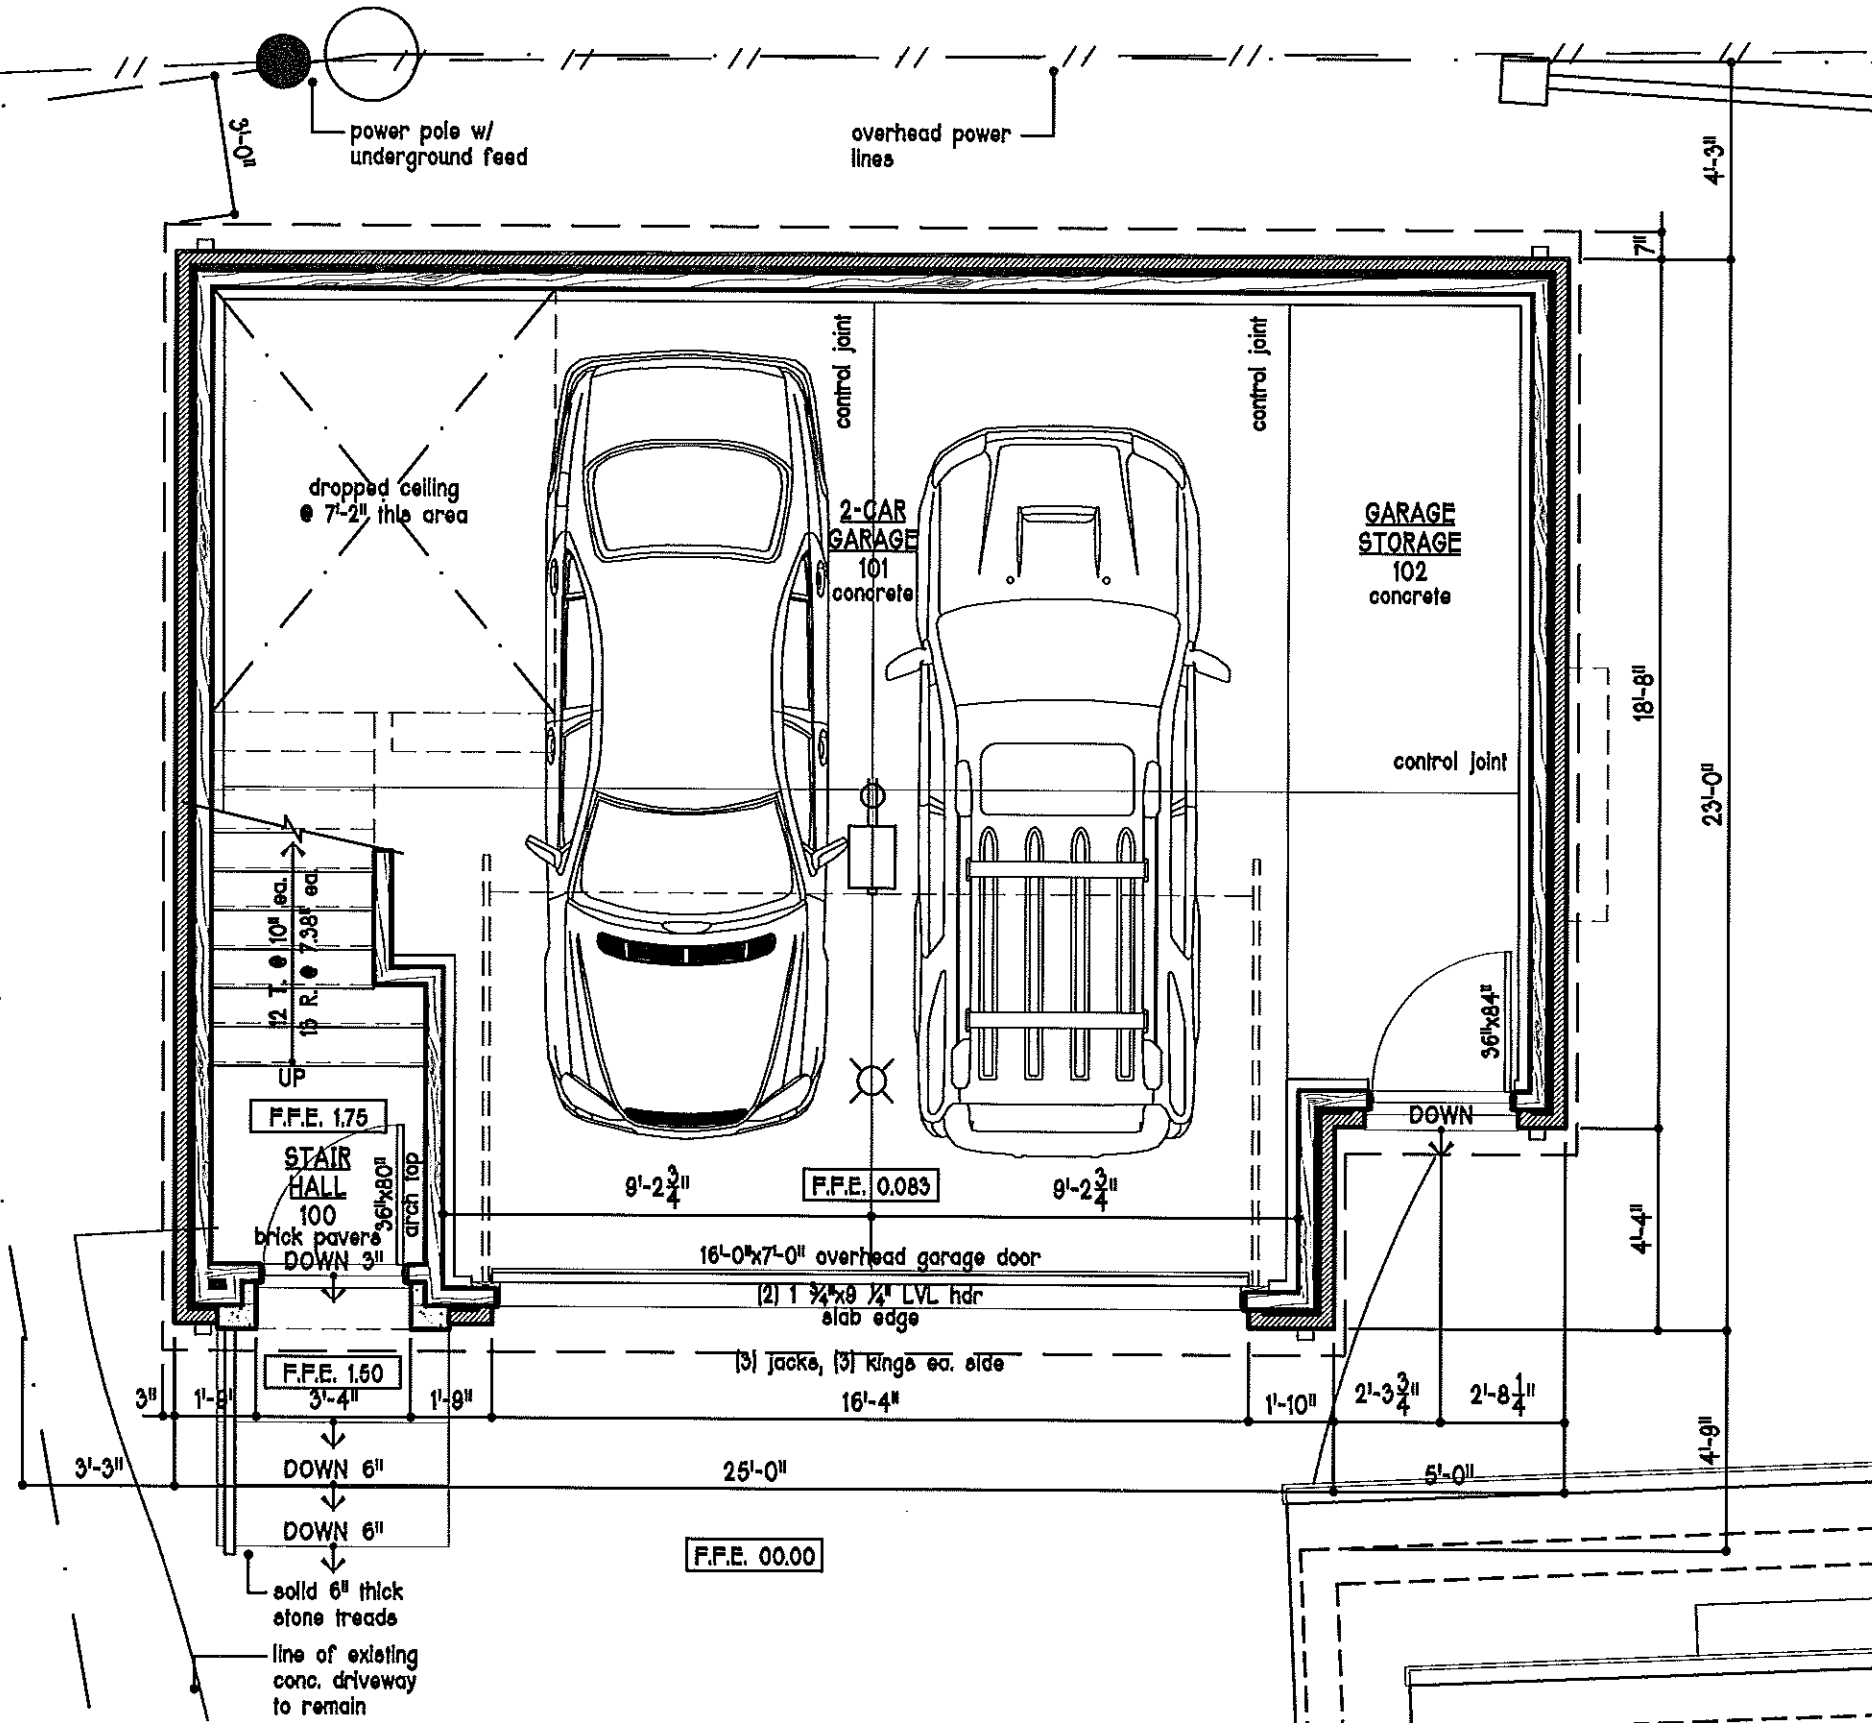 3'-0"
power pole w/
underground feed
overhead power
lines
4'-3"
7"
control joint
control joint
dropped ceiling
@ 7'-2" this area
2-CAR
GARAGE
101
concrete
GARAGE
STORAGE
102
concrete
18'-8"
control joint
23'-0"
12 T. @ 10" ea.
13 R. @ 7.38" ea.
UP
36"x84"
DOWN
F.F.E. 1.75
STAIR
HALL
100
brick pavers
DOWN 3"
36"x80"
arch top
9'-2 3/4"
F.F.E. 0.083
9'-2 3/4"
4'-4"
16'-0"x7'-0" overhead garage door
(2) 1 3/4"x9 1/4" LVL hdr
slab edge
(3) jacks, (3) kings ea. side
F.F.E. 1.50
3"
1'-9"
3'-4"
1'-9"
16'-4"
1'-10"
2'-3 3/4"
2'-8 1/4"
4'-9"
3'-3"
DOWN 6"
25'-0"
5'-0"
DOWN 6"
F.F.E. 00.00
solid 6" thick
stone treads
line of existing
conc. driveway
to remain